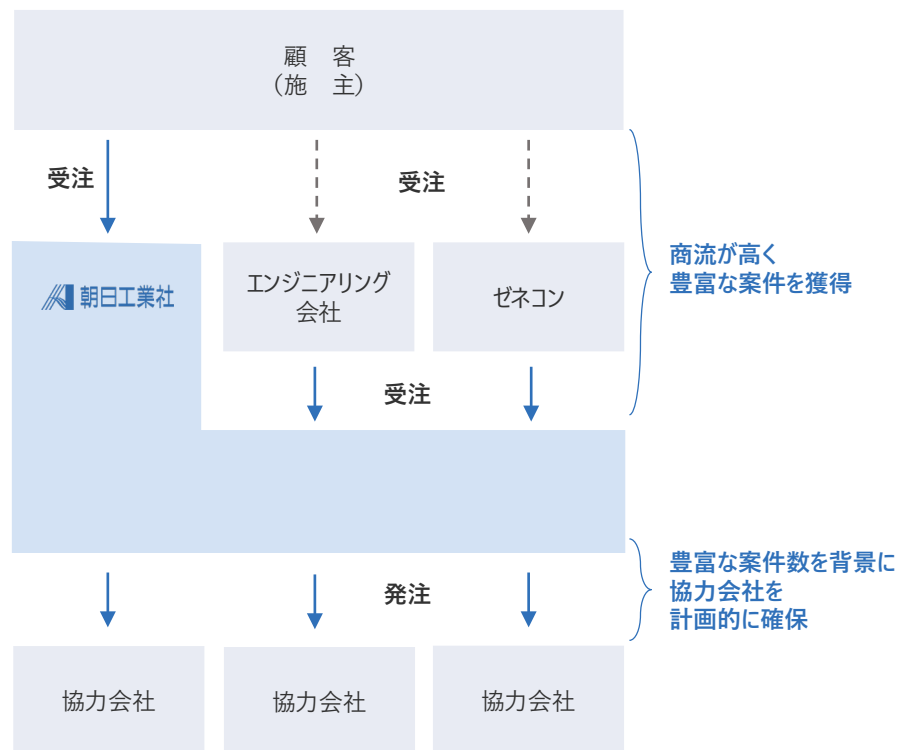 顧　客
（施　主）
受注
受注
朝日工業社
エンジニアリング
会社
ゼネコン
商流が高く
豊富な案件を獲得
受注
発注
豊富な案件数を背景に
協力会社を
計画的に確保
協力会社
協力会社
協力会社